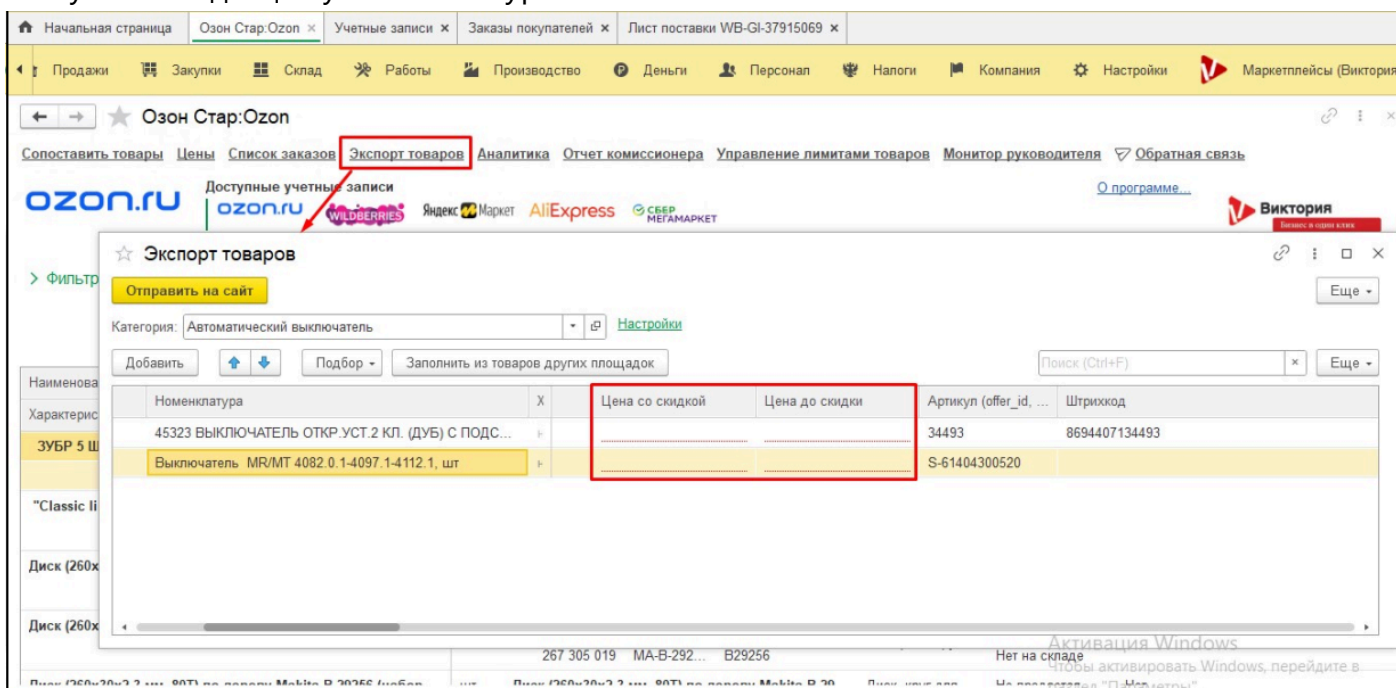 Начальная страница Озон Стар:Ozon × Учетные записи × Заказы покупателей × Лист поставки WB-GI-37915069 ×
Продажи Закупки Склад Работы Производство Деньги Персонал Налоги Компания Настройки Маркетплейсы (Виктория
Озон Стар:Ozon
Сопоставить товары Цены Список заказов Экспорт товаров Аналитика Отчет комиссионера Управление лимитами товаров Монитор руководителя Обратная связь
ozon.ru Доступные учетные записи О программе...
ozon.ru WILDBERRIES Яндекс Маркет AliExpress СБЕР МЕГАМАРКЕТ Виктория
Бизнес в один клик
Экспорт товаров
Фильтр
Отправить на сайт Еще
Категория: Автоматический выключатель Настройки
Добавить Подбор Заполнить из товаров других площадок Поиск (Ctrl+F) × Еще
Наименова
Номенклатура Х Цена со скидкой Цена до скидки Артикул (offer_id, ... Штрихкод
Характерис
45323 ВЫКЛЮЧАТЕЛЬ ОТКР.УСТ.2 КЛ. (ДУБ) С ПОДС... 34493 8694407134493
ЗУБР 5 Ш
Выключатель MR/MT 4082.0.1-4097.1-4112.1, шт S-61404300520
"Classic li
Диск (260х
Диск (260х
Активация Windows
267 305 019 MA-B-292... B29256 Нет на складе
Чтобы активировать Windows, перейдите в
раздел "Параметры".